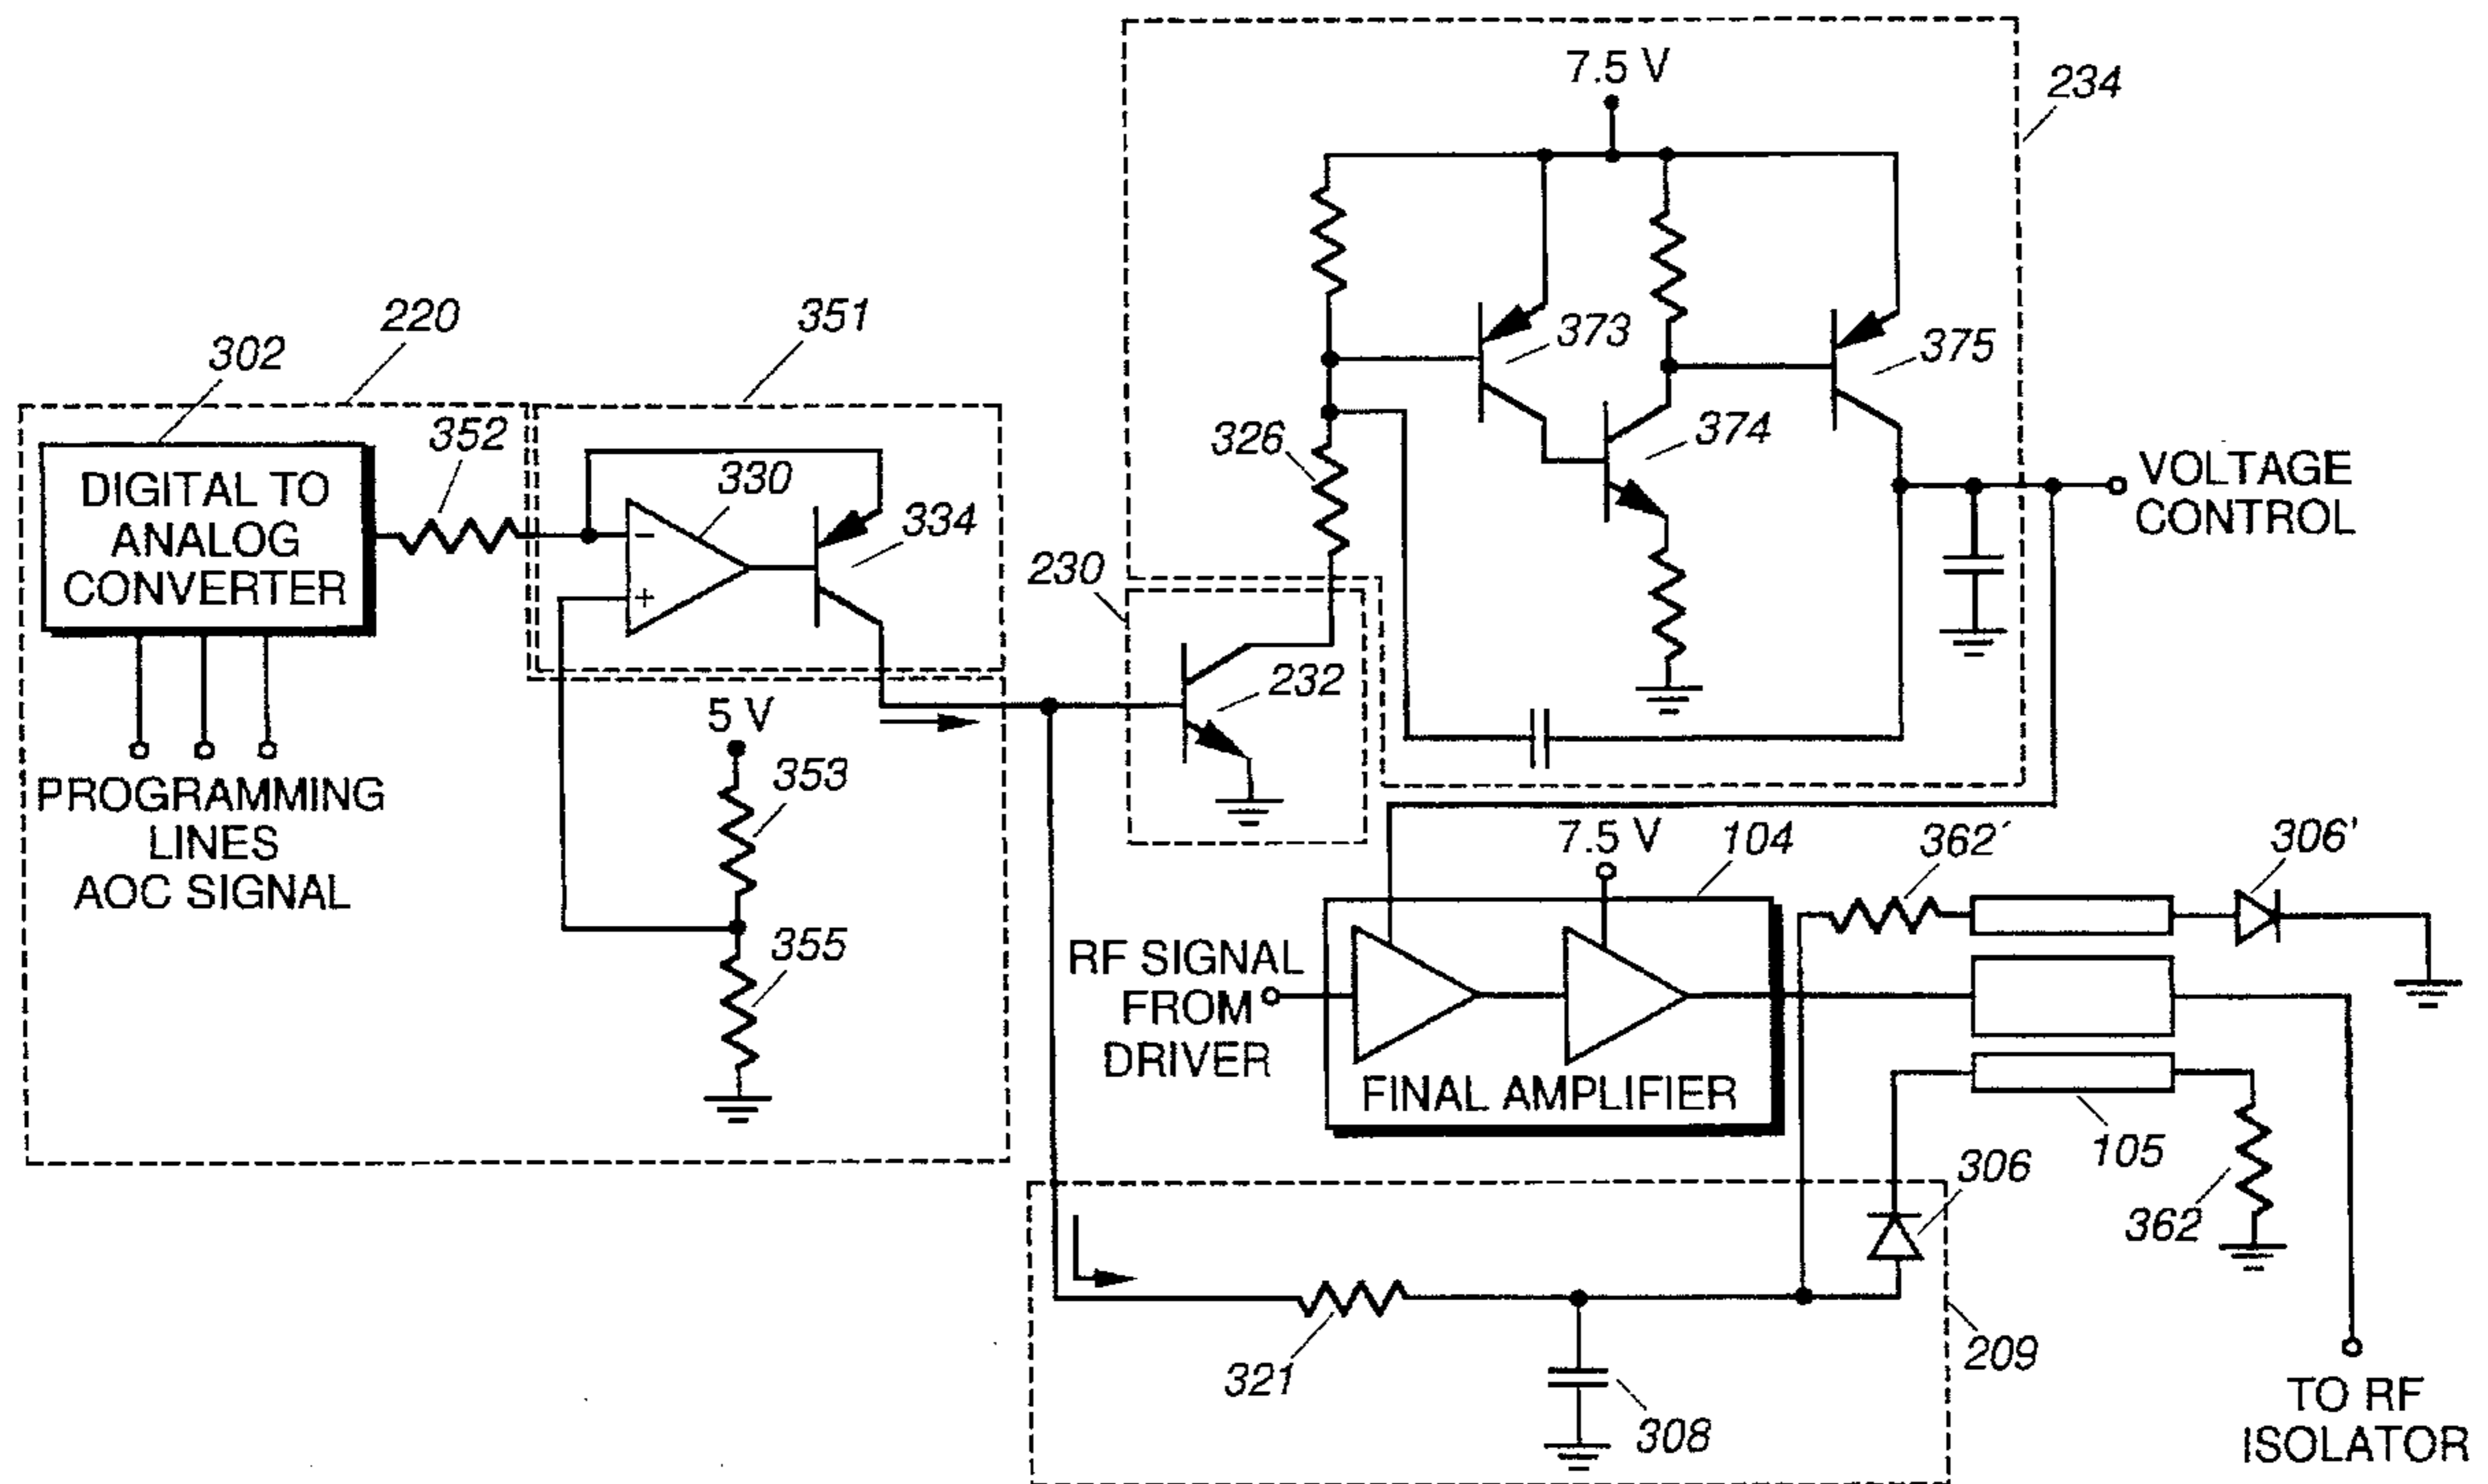 7.5 V
234
220
351
302
352
330
334
373
375
374
326
230
232
DIGITAL TO
ANALOG
CONVERTER
−
+
VOLTAGE
CONTROL
5 V
353
355
PROGRAMMING
LINES
AOC SIGNAL
7.5 V
104
362'
306'
RF SIGNAL
FROM
DRIVER
FINAL AMPLIFIER
105
306
362
321
308
209
TO RF
ISOLATOR